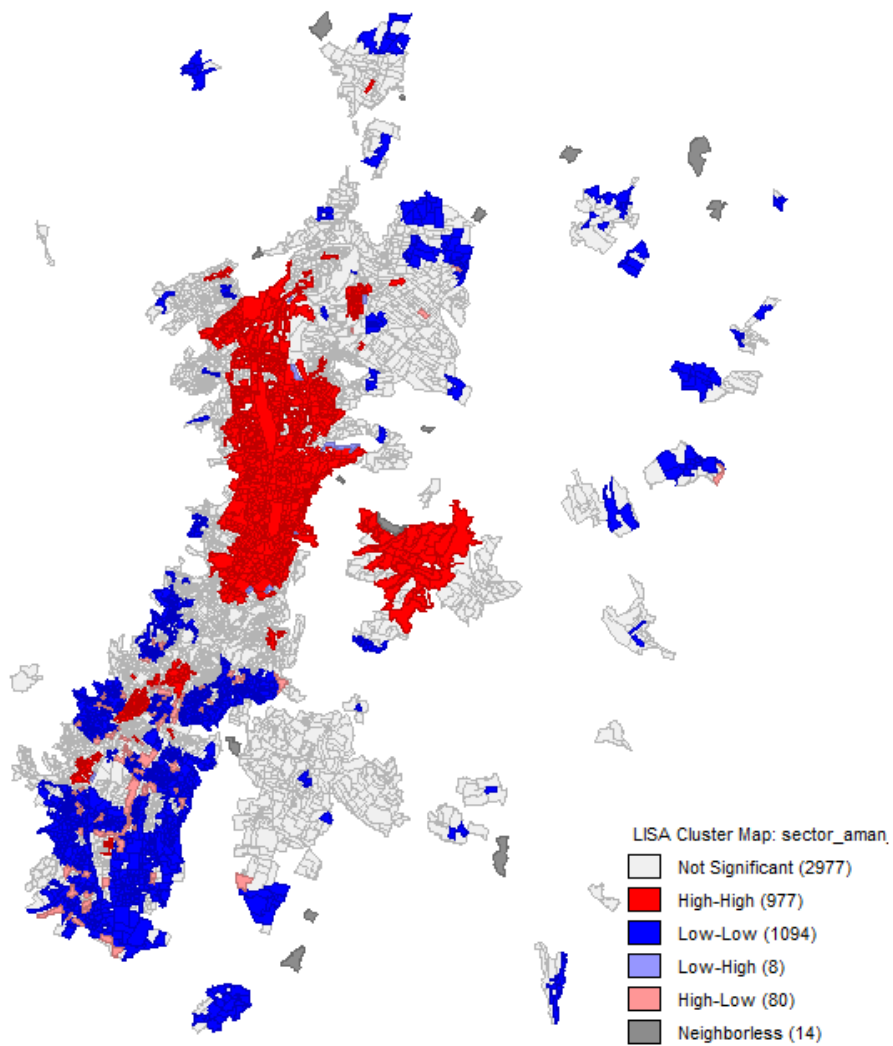 LISA Cluster Map: sector_aman_
Not Significant (2977)
High-High (977)
Low-Low (1094)
Low-High (8)
High-Low (80)
Neighborless (14)